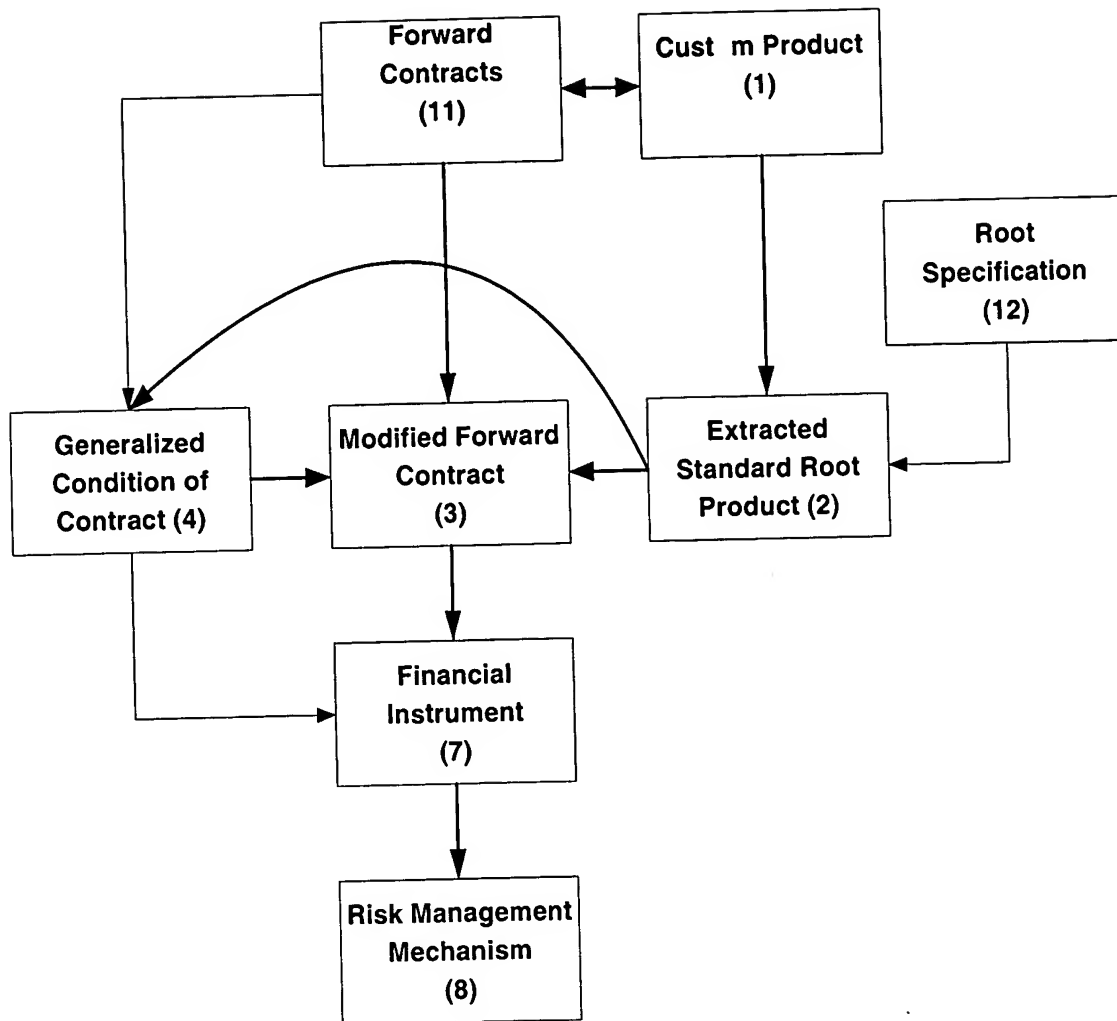 Forward
Contracts
(11)
Cust m Product
(1)
Root
Specification
(12)
Generalized
Condition of
Contract (4)
Modified Forward
Contract
(3)
Extracted
Standard Root
Product (2)
Financial
Instrument
(7)
Risk Management
Mechanism
(8)